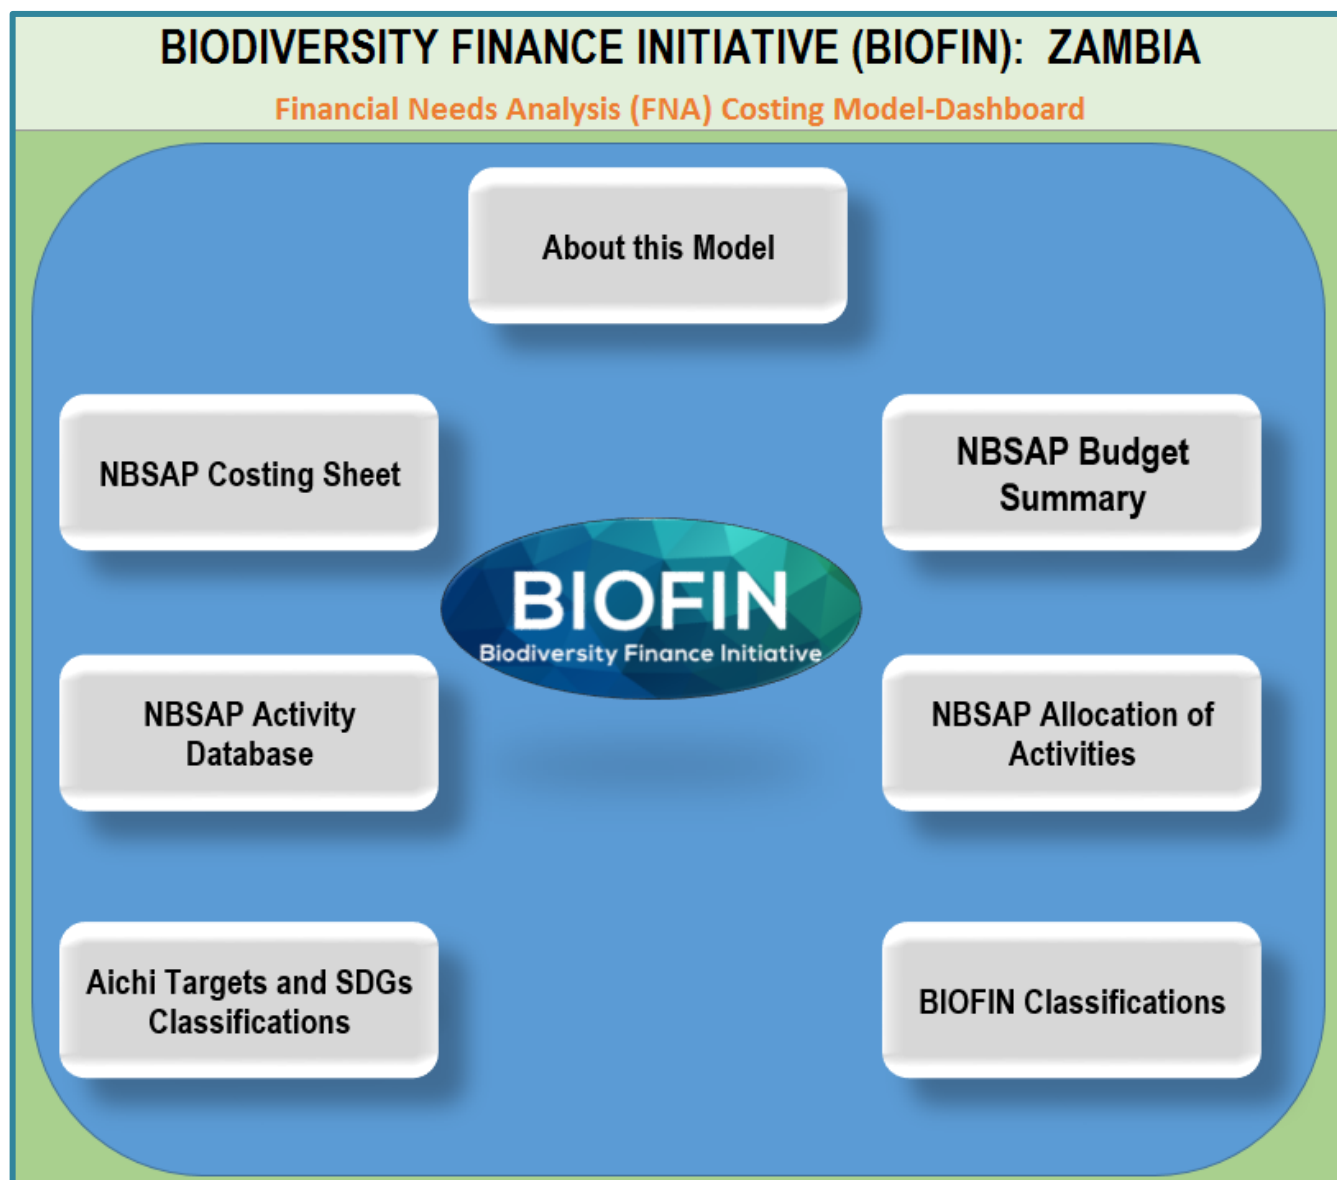 BIODIVERSITY FINANCE INITIATIVE (BIOFIN): ZAMBIA
Financial Needs Analysis (FNA) Costing Model-Dashboard
About this Model
NBSAP Costing Sheet
NBSAP Budget
Summary
BIOFIN
Biodiversity Finance Initiative
NBSAP Activity
Database
NBSAP Allocation of
Activities
Aichi Targets and SDGs
Classifications
BIOFIN Classifications